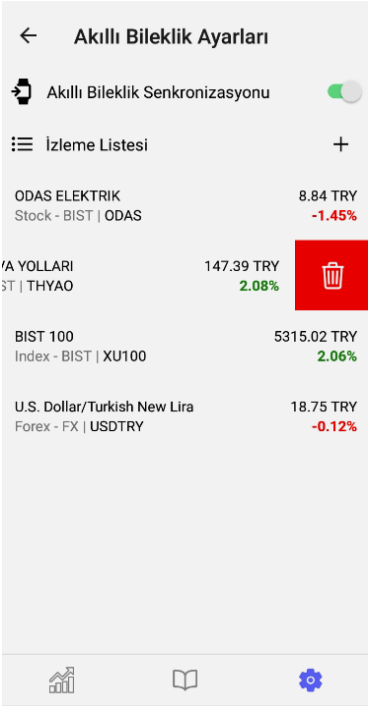 Akıllı Bileklik Ayarları
Akıllı Bileklik Senkronizasyonu
İzleme Listesi
ODAS ELEKTRIK 8.84 TRY
Stock - BIST | ODAS -1.45%
YOLLARI 147.39 TRY
| THYAO 2.08%
BIST 100 5315.02 TRY
Index - BIST | XU100 2.06%
U.S. Dollar/Turkish New Lira 18.75 TRY
Forex - FX | USDTRY -0.12%